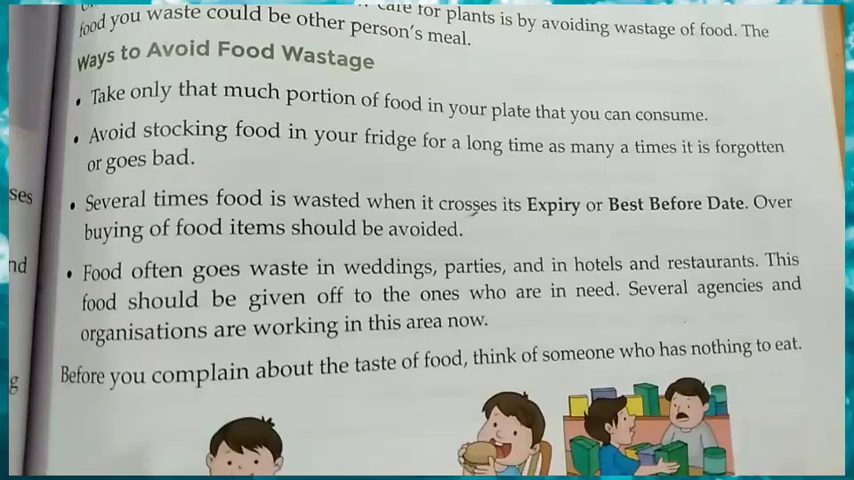 care for plants is by avoiding wastage of food. The
food you waste could be other person's meal.
Ways to Avoid Food Wastage
• Take only that much portion of food in your plate that you can consume.
• Avoid stocking food in your fridge for a long time as many a times it is forgotten
or goes bad.
ses
• Several times food is wasted when it crosses its Expiry or Best Before Date. Over
buying of food items should be avoided.
nd
• Food often goes waste in weddings, parties, and in hotels and restaurants. This
food should be given off to the ones who are in need. Several agencies and
organisations are working in this area now.
g
Before you complain about the taste of food, think of someone who has nothing to eat.